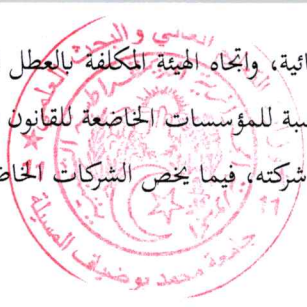 ائية، واتجاه الهيئة المكلفة بالعطل
سبة للمؤسسات الخاضعة للقانون
شركته، فيما يخص الشركات الخاض
جامعة محمد بوضياف المسيلة